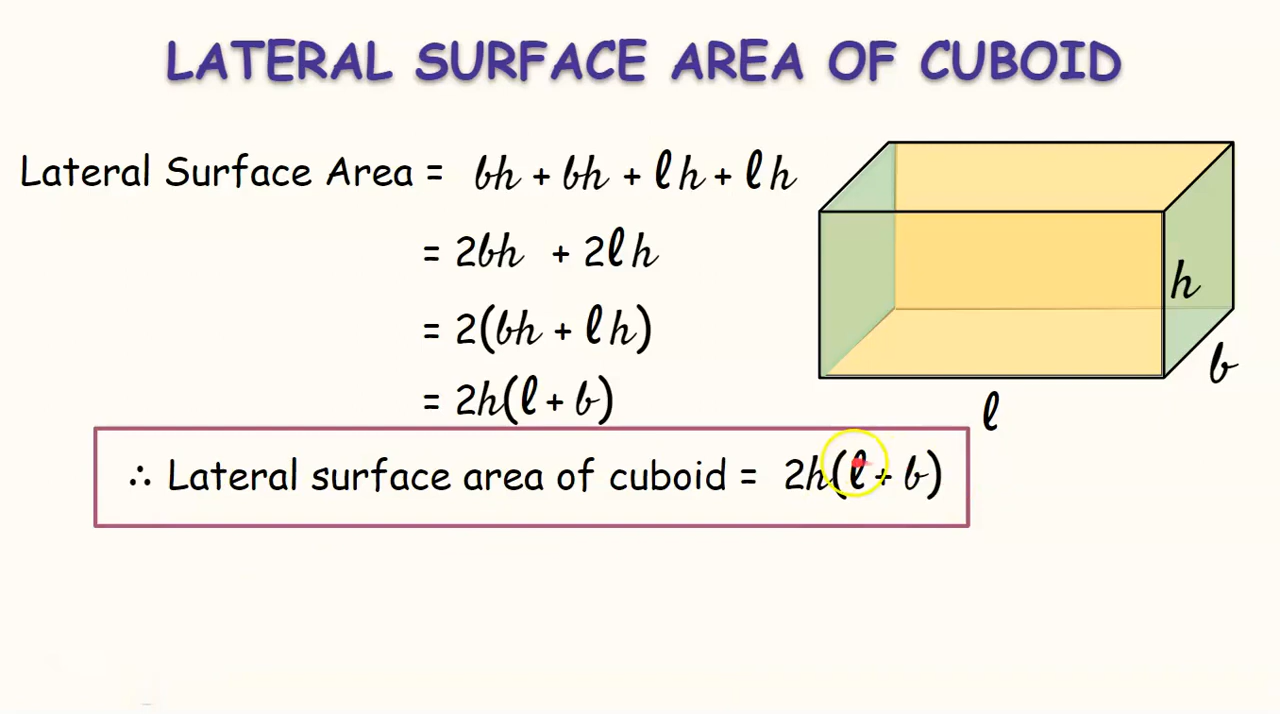 LATERAL SURFACE AREA OF CUBOID
Lateral Surface Area = bh + bh + ℓh + ℓh
= 2bh + 2ℓh
= 2(bh + ℓh)
= 2h(ℓ + b)
∴ Lateral surface area of cuboid = 2h(ℓ + b)
h
b
ℓ